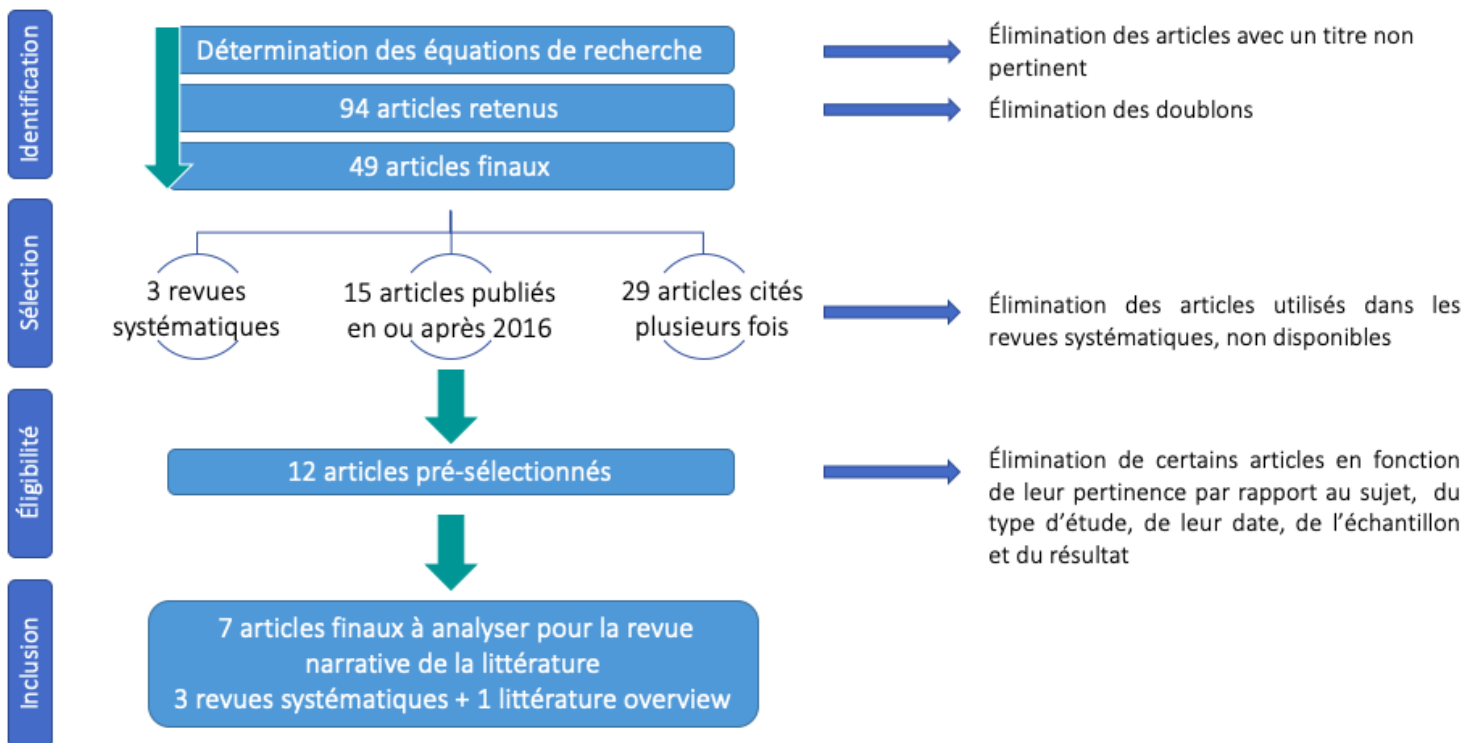 Identification
Détermination des équations de recherche
94 articles retenus
49 articles finaux
Élimination des articles avec un titre non
pertinent
Élimination des doublons
Sélection
3 revues
systématiques
15 articles publiés
en ou après 2016
29 articles cités
plusieurs fois
Élimination des articles utilisés dans les
revues systématiques, non disponibles
Éligibilité
12 articles pré-sélectionnés
Élimination de certains articles en fonction
de leur pertinence par rapport au sujet, du
type d'étude, de leur date, de l'échantillon
et du résultat
Inclusion
7 articles finaux à analyser pour la revue
narrative de la littérature
3 revues systématiques + 1 littérature overview